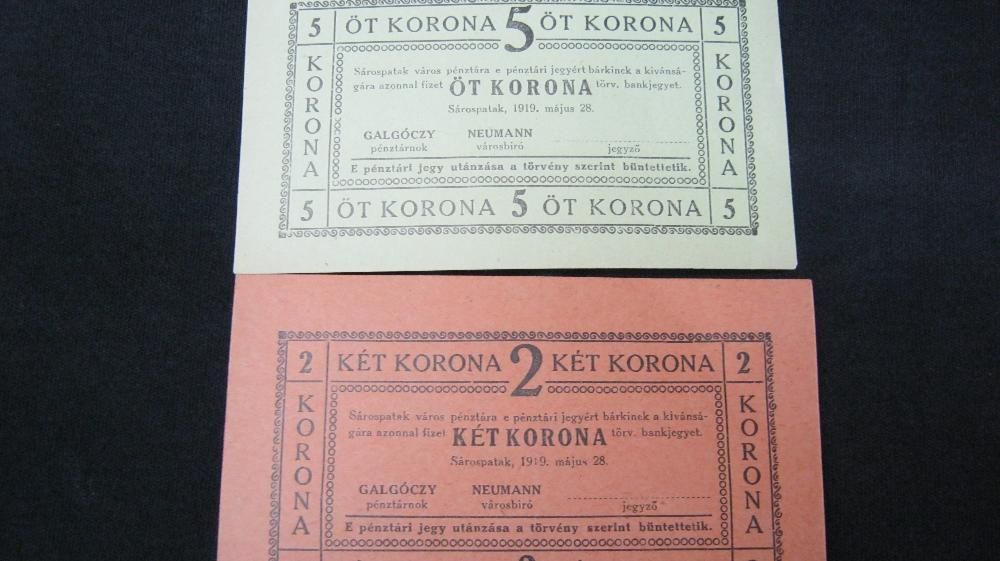 5 ÖT KORONA 5 ÖT KORONA 5
KORONA
Sárospatak város pénztára e pénztári jegyért bárkinek a kivánsá-
gára azonnal fizet ÖT KORONA törv. bankjegyet.
Sárospatak, 1919. május 28.
GALGÓCZY NEUMANN
pénztárnok városbiró jegyző
E pénztári jegy utánzása a törvény szerint büntettetik.
KORONA
5 ÖT KORONA 5 ÖT KORONA 5
2 KÉT KORONA 2 KÉT KORONA 2
KORONA
Sárospatak város pénztára e pénztári jegyért bárkinek a kivánsá-
gára azonnal fizet KÉT KORONA törv. bankjegyet.
Sárospatak, 1919. május 28.
GALGÓCZY NEUMANN
pénztárnok városbiró jegyző
E pénztári jegy utánzása a törvény szerint büntettetik.
KORONA